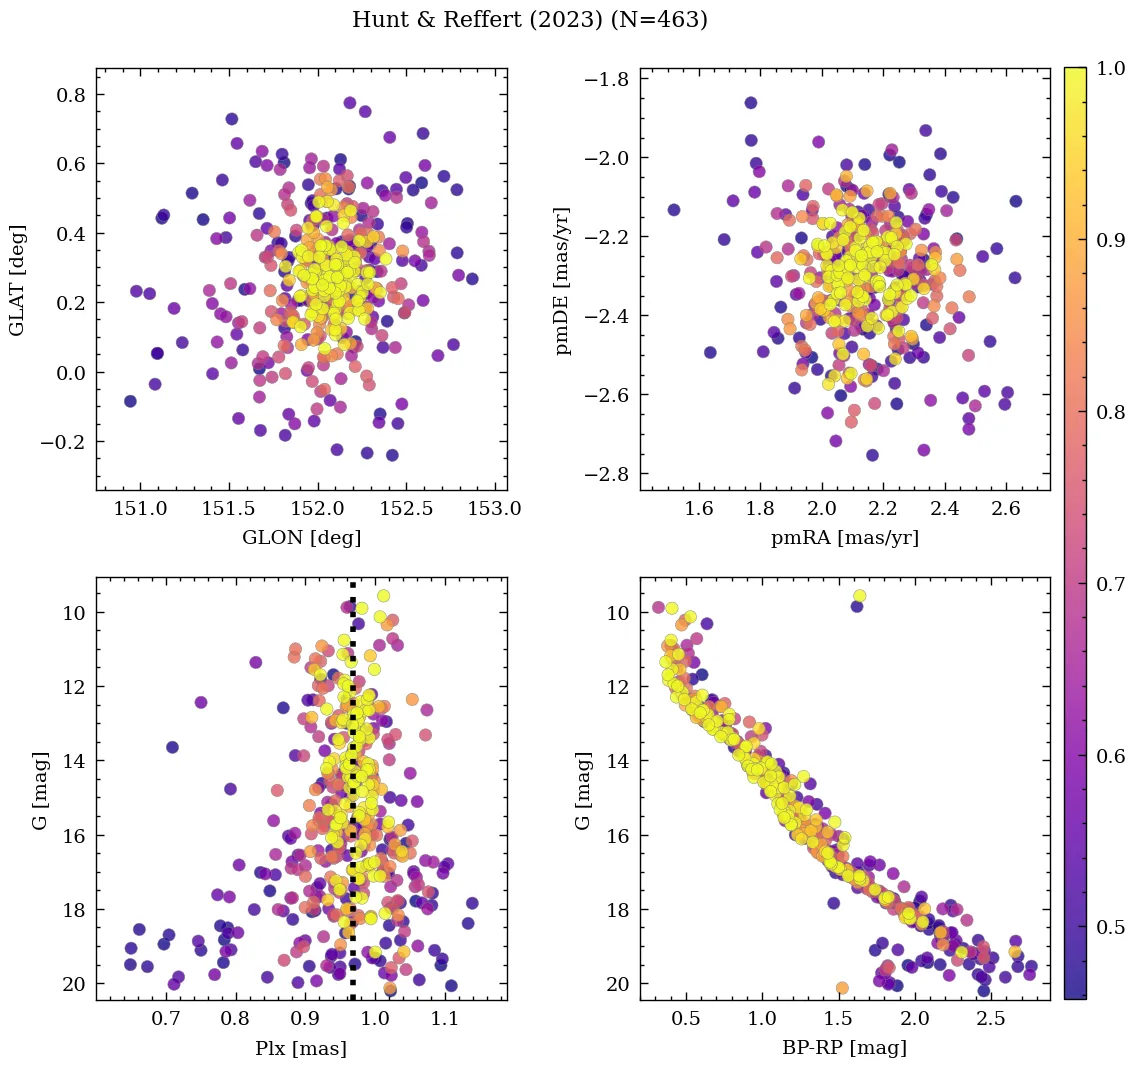 Hunt & Reffert (2023) (N=463)
0.8
0.6
0.4
0.2
0.0
−0.2
GLAT [deg]
151.0 151.5 152.0 152.5 153.0
GLON [deg]
−1.8
−2.0
−2.2
−2.4
−2.6
−2.8
pmDE [mas/yr]
1.6 1.8 2.0 2.2 2.4 2.6
pmRA [mas/yr]
1.0
0.9
0.8
0.7
0.6
0.5
10
12
14
16
18
20
G [mag]
0.7 0.8 0.9 1.0 1.1
Plx [mas]
10
12
14
16
18
20
G [mag]
0.5 1.0 1.5 2.0 2.5
BP-RP [mag]